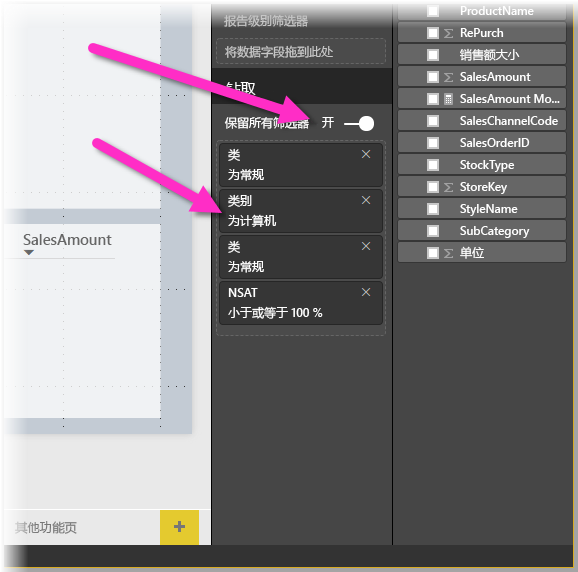 报告级别筛选器
将数据字段拖到此处
钻取
保留所有筛选器 开
类
为常规
类别
为计算机
类
为常规
NSAT
小于或等于 100 %
SalesAmount
其他功能页
ProductName
RePurch
销售额大小
SalesAmount
SalesAmount Mo...
SalesChannelCode
SalesOrderID
StockType
StoreKey
StyleName
SubCategory
单位